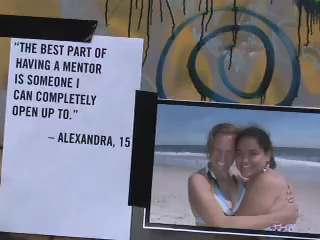 "THE BEST PART OF
HAVING A MENTOR
IS SOMEONE I
CAN COMPLETELY
OPEN UP TO."
– ALEXANDRA, 15